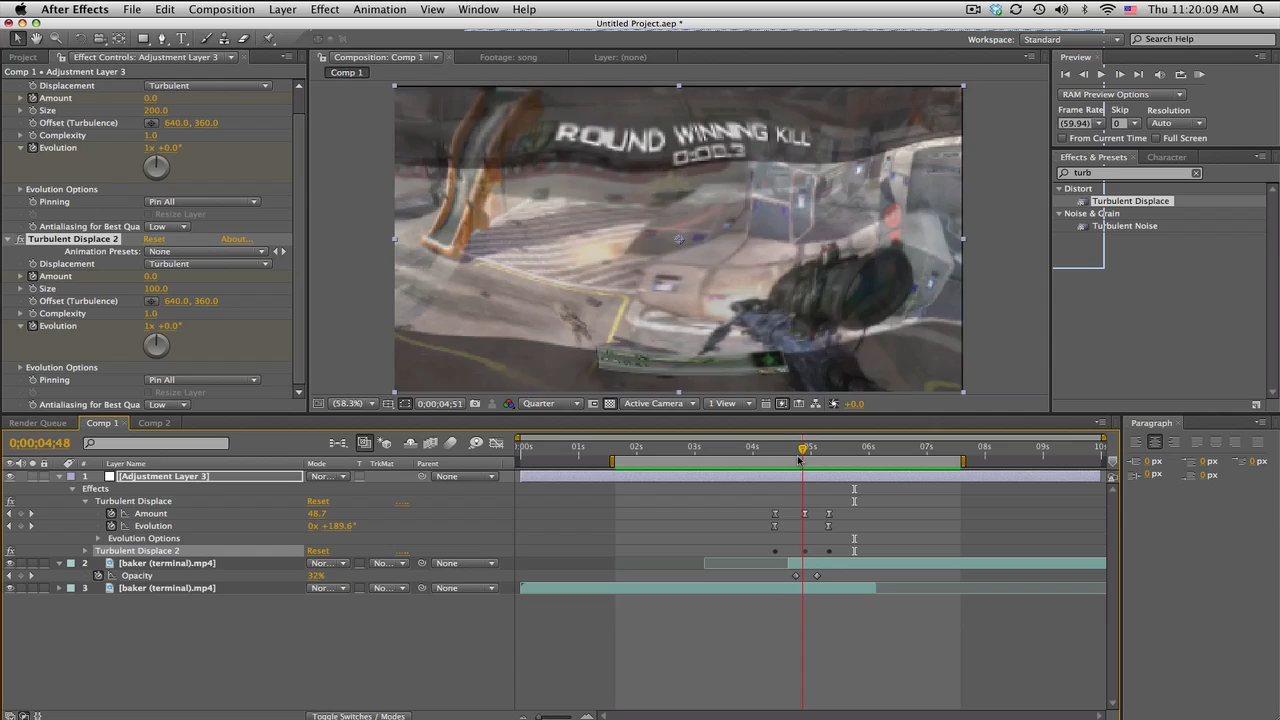 After Effects File Edit Composition Layer Effect Animation View Window Help Thu 11:20:09 AM
Untitled Project.aep *
Workspace: Standard Search Help
Project Effect Controls: Adjustment Layer 3 Composition: Comp 1 Footage: song Layer: (none) Preview
Comp 1 • Adjustment Layer 3 Comp 1
Displacement Turbulent
Amount 0.0
Size 200.0
Offset (Turbulence) 640.0, 360.0
Complexity 1.0
Evolution 1x +0.0°
Evolution Options
Pinning Pin All
Resize Layer
Antialiasing for Best Qua Low
Turbulent Displace 2 Reset About...
Animation Presets: None
Displacement Turbulent
Amount 0.0
Size 100.0
Offset (Turbulence) 640.0, 360.0
Complexity 1.0
Evolution 1x +0.0°
Evolution Options
Pinning Pin All
Resize Layer
Antialiasing for Best Qua Low
ROUND WINNING KILL
0:00.3
(58.3%) 0;00;04;51 Quarter Active Camera 1 View +0.0
RAM Preview Options
Frame Rate Skip Resolution
(59.94) 0 Auto
From Current Time Full Screen
Effects & Presets Character
turb
Distort
Turbulent Displace
Noise & Grain
Turbulent Noise
Render Queue Comp 1 Comp 2
0;00;04;48
:00s 01s 02s 03s 04s 05s 06s 08s 09s 10s
# Layer Name Mode T TrkMat Parent
1 [Adjustment Layer 3] Nor... None
Effects
Turbulent Displace Reset
Amount 48.7
Evolution 0x +189.6°
Evolution Options
Turbulent Displace 2 Reset
2 [baker (terminal).mp4] Nor... No... None
Opacity 32%
3 [baker (terminal).mp4] Nor... No... None
Toggle Switches / Modes
Paragraph
0 px 0 px 0 px
0 px 0 px